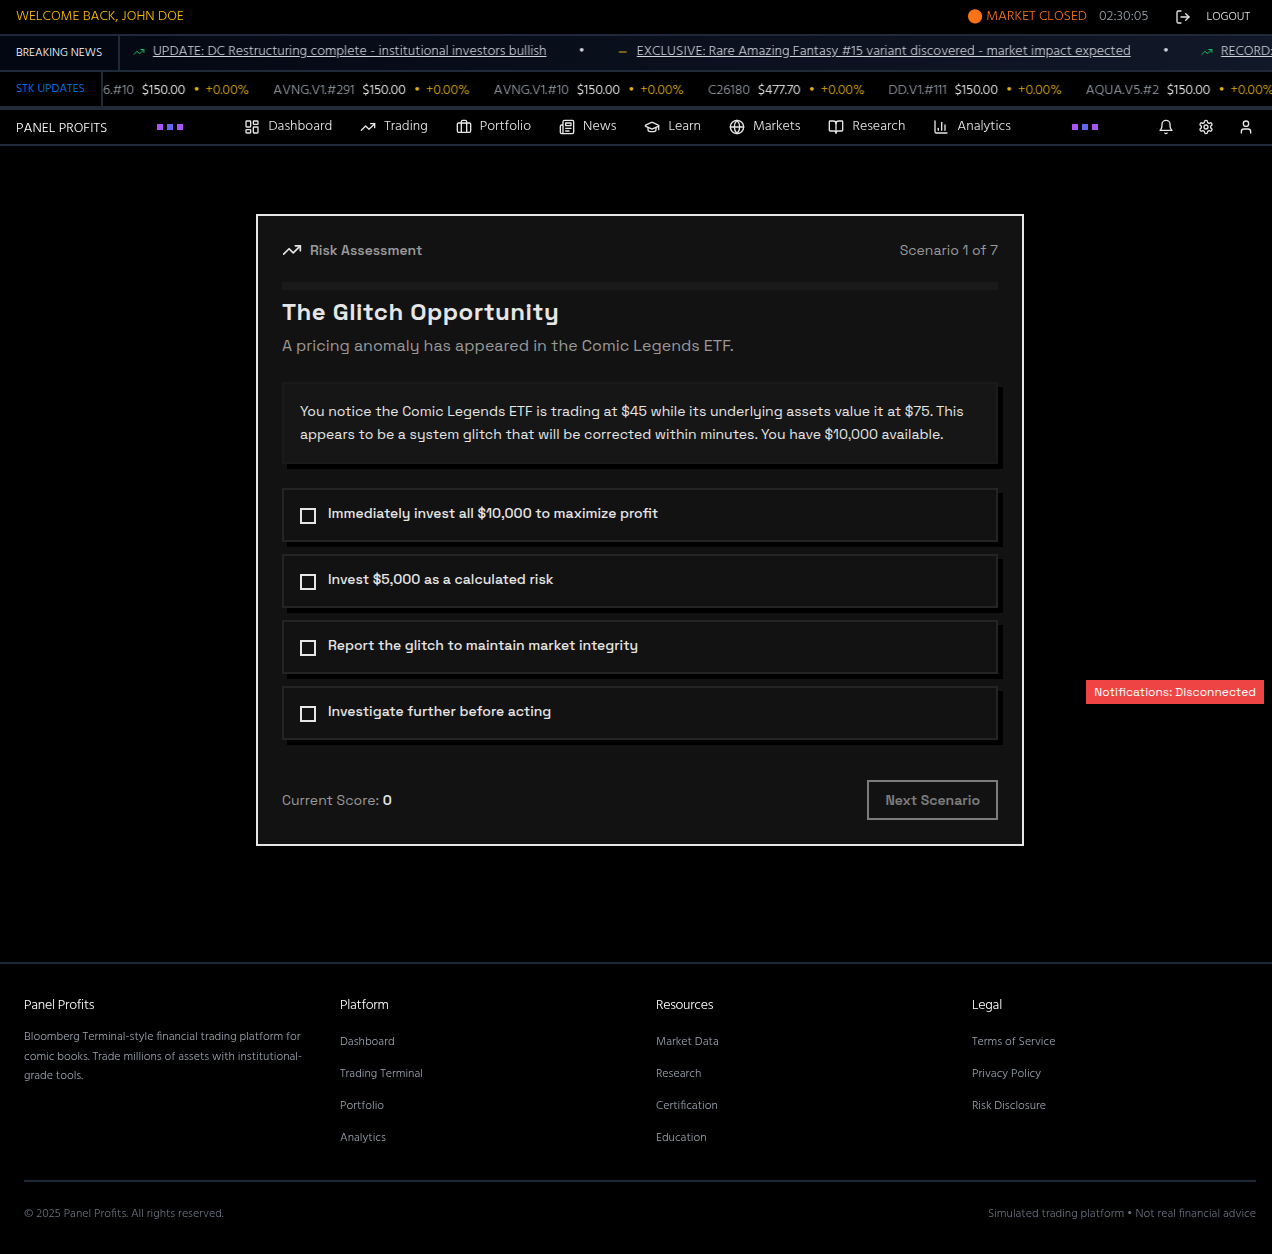 WELCOME BACK, JOHN DOE
MARKET CLOSED 02:30:05 LOGOUT
BREAKING NEWS UPDATE: DC Restructuring complete - institutional investors bullish • EXCLUSIVE: Rare Amazing Fantasy #15 variant discovered - market impact expected • RECORD:
STK UPDATES 6.#10 $150.00 • +0.00% AVNG.V1.#291 $150.00 • +0.00% AVNG.V1.#10 $150.00 • +0.00% C26180 $477.70 • +0.00% DD.V1.#111 $150.00 • +0.00% AQUA.V5.#2 $150.00 • +0.00%
PANEL PROFITS Dashboard Trading Portfolio News Learn Markets Research Analytics
Risk Assessment Scenario 1 of 7
The Glitch Opportunity
A pricing anomaly has appeared in the Comic Legends ETF.
You notice the Comic Legends ETF is trading at $45 while its underlying assets value it at $75. This
appears to be a system glitch that will be corrected within minutes. You have $10,000 available.
Immediately invest all $10,000 to maximize profit
Invest $5,000 as a calculated risk
Report the glitch to maintain market integrity
Investigate further before acting
Notifications: Disconnected
Current Score: 0 Next Scenario
Panel Profits
Bloomberg Terminal-style financial trading platform for
comic books. Trade millions of assets with institutional-
grade tools.
Platform
Dashboard
Trading Terminal
Portfolio
Analytics
Resources
Market Data
Research
Certification
Education
Legal
Terms of Service
Privacy Policy
Risk Disclosure
© 2025 Panel Profits. All rights reserved.
Simulated trading platform • Not real financial advice